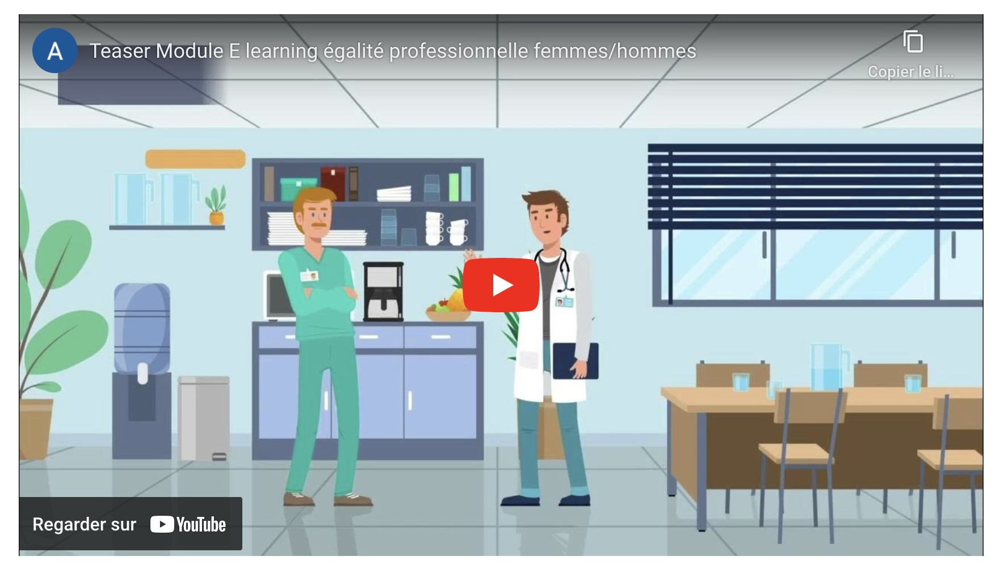 A
Teaser Module E learning égalité professionnelle femmes/hommes
Copier le li...
Regarder sur YouTube